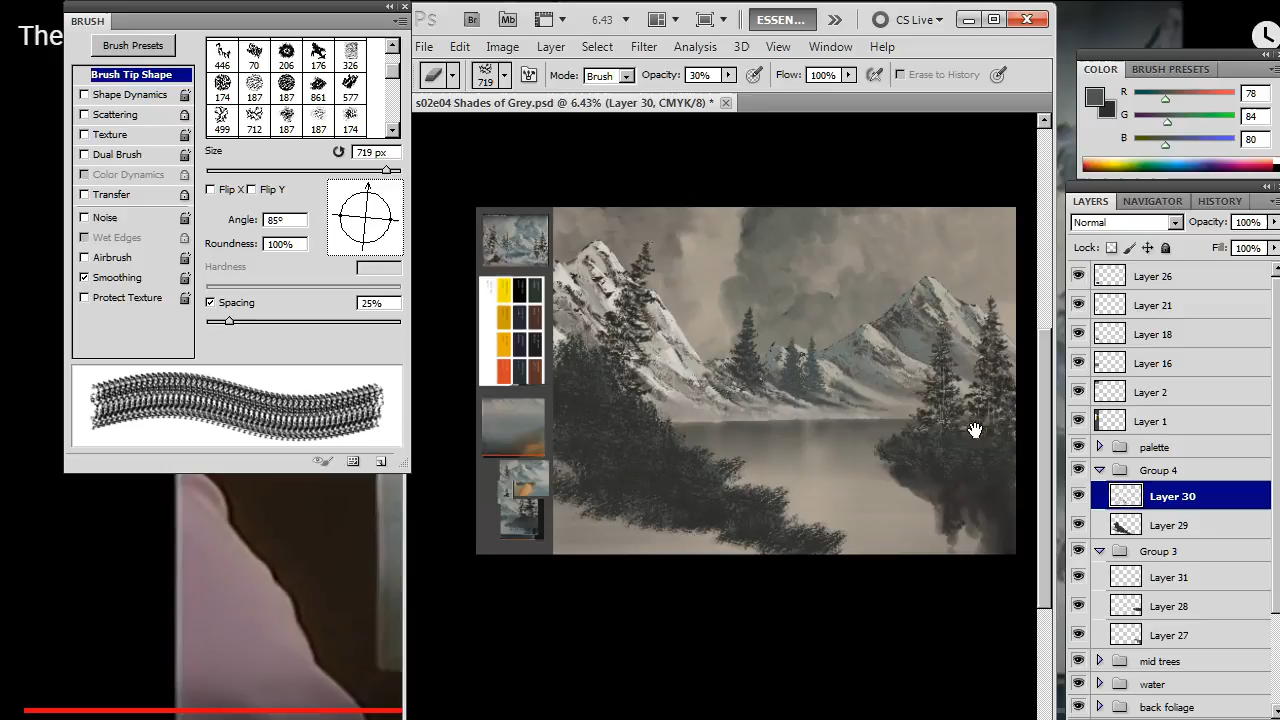 The
BRUSH
Brush Presets
Brush Tip Shape
Shape Dynamics
Scattering
Texture
Dual Brush
Color Dynamics
Transfer
Noise
Wet Edges
Airbrush
Smoothing
Protect Texture
446 70 206 176 326
174 187 187 861 577
499 712 187 187 174
Size 719 px
Flip X Flip Y
Angle: 85º
Roundness: 100%
Hardness
Spacing 25%
Ps Br Mb 6.43 ESSEN... CS Live
File Edit Image Layer Select Filter Analysis 3D View Window Help
719 Mode: Brush Opacity: 30% Flow: 100% Erase to History
s02e04 Shades of Grey.psd @ 6.43% (Layer 30, CMYK/8) *
COLOR BRUSH PRESETS
R 78
G 84
B 80
LAYERS NAVIGATOR HISTORY
Normal Opacity: 100%
Lock: Fill: 100%
Layer 26
Layer 21
Layer 18
Layer 16
Layer 2
Layer 1
palette
Group 4
Layer 30
Layer 29
Group 3
Layer 31
Layer 28
Layer 27
mid trees
water
back foliage